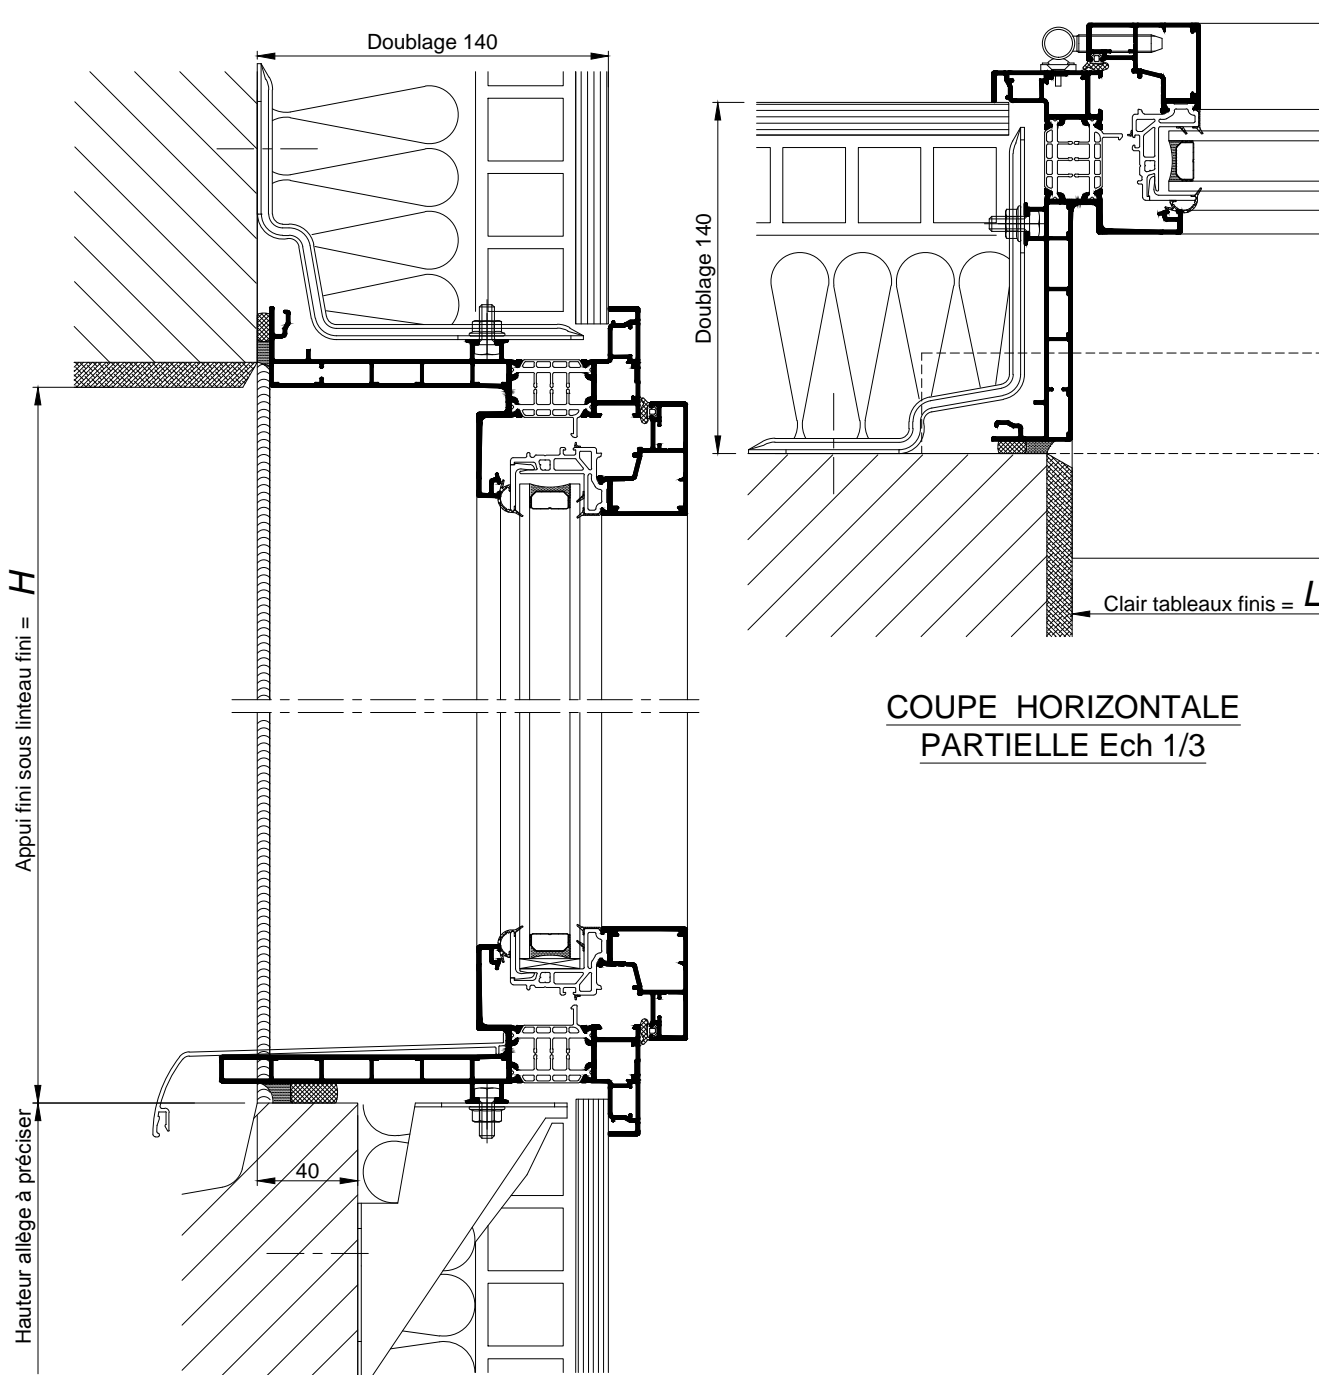 Doublage 140
Doublage 140
Appui fini sous linteau fini = H
Clair tableaux finis = L
COUPE HORIZONTALE
PARTIELLE Ech 1/3
Hauteur allège à préciser
40